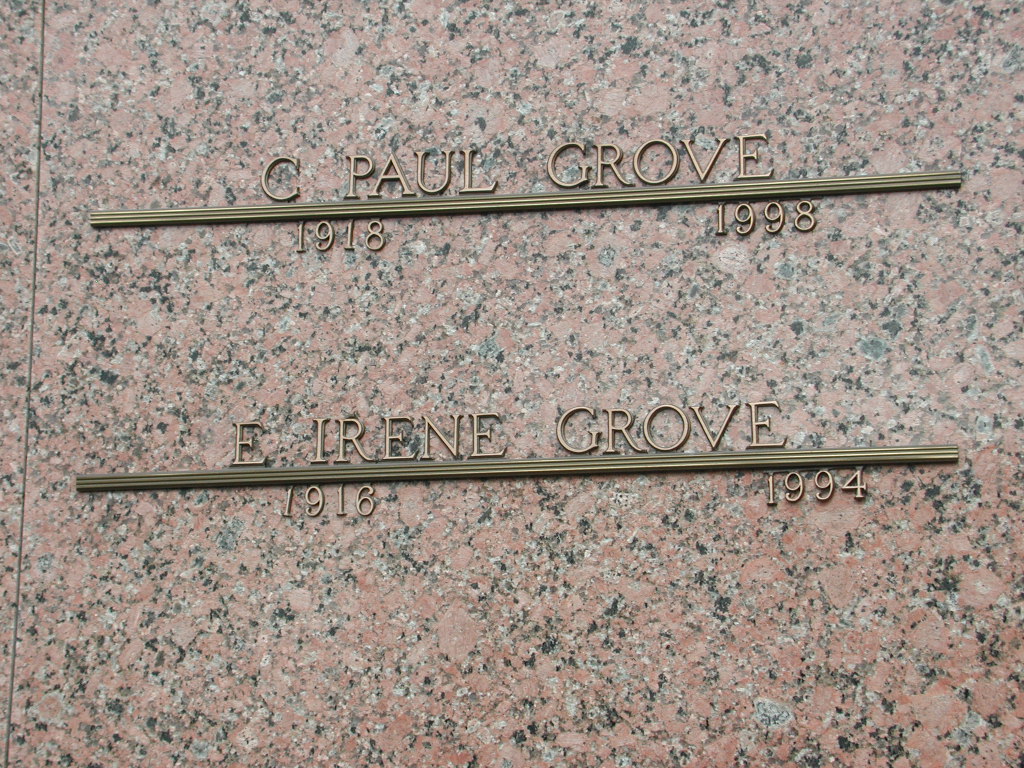 C PAUL GROVE
1918 1998
E IRENE GROVE
1916 1994